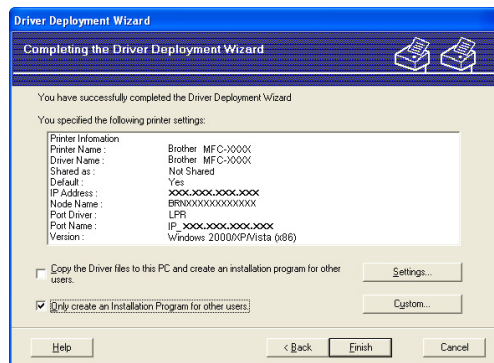 Driver Deployment Wizard
Completing the Driver Deployment Wizard
You have successfully completed the Driver Deployment Wizard
You specified the following printer settings:
Printer Infomation
Printer Name : Brother MFC-XXXX
Driver Name : Brother MFC-XXXX
Shared as : Not Shared
Default : Yes
IP Address : xxx.xxx.xxx.xxx
Node Name : BRNXXXXXXXXXXXX
Port Driver : LPR
Port Name : IP_xxx.xxx.xxx.xxx
Version : Windows 2000/XP/Vista (x86)
Copy the Driver files to this PC and create an installation program for other
users.
Settings...
Only create an Installation Program for other users.
Custom...
Help
< Back
Finish
Cancel